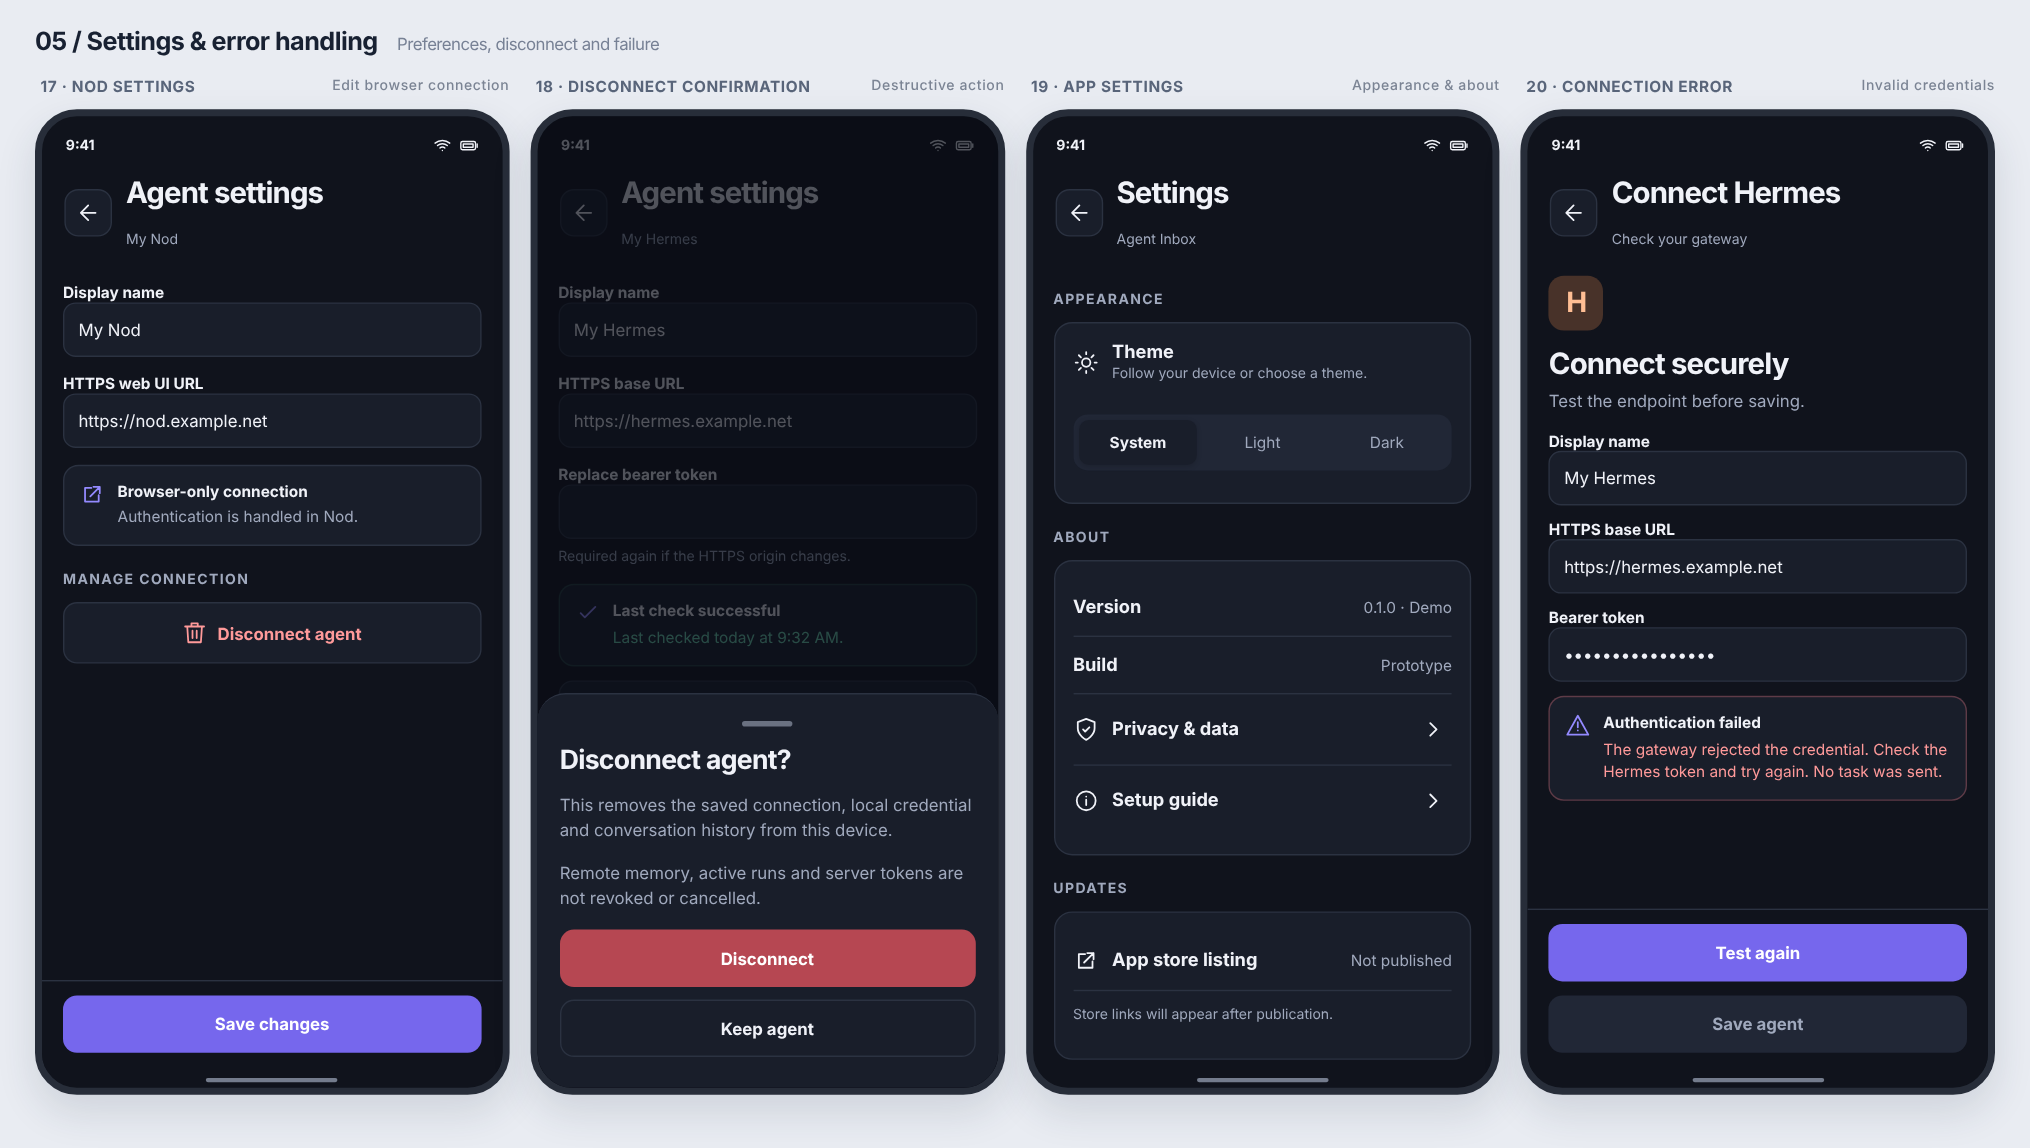 05 / Settings & error handling Preferences, disconnect and failure
17 · NOD SETTINGS Edit browser connection
9:41
Agent settings
My Nod
Display name
My Nod
HTTPS web UI URL
https://nod.example.net
Browser-only connection
Authentication is handled in Nod.
MANAGE CONNECTION
Disconnect agent
Save changes
18 · DISCONNECT CONFIRMATION Destructive action
9:41
Agent settings
My Hermes
Display name
My Hermes
HTTPS base URL
https://hermes.example.net
Replace bearer token
Required again if the HTTPS origin changes.
Last check successful
Last checked today at 9:32 AM.
Disconnect agent?
This removes the saved connection, local credential
and conversation history from this device.
Remote memory, active runs and server tokens are
not revoked or cancelled.
Disconnect
Keep agent
19 · APP SETTINGS Appearance & about
9:41
Settings
Agent Inbox
APPEARANCE
Theme
Follow your device or choose a theme.
System Light Dark
ABOUT
Version 0.1.0 · Demo
Build Prototype
Privacy & data
Setup guide
UPDATES
App store listing Not published
Store links will appear after publication.
20 · CONNECTION ERROR Invalid credentials
9:41
Connect Hermes
Check your gateway
H
Connect securely
Test the endpoint before saving.
Display name
My Hermes
HTTPS base URL
https://hermes.example.net
Bearer token
••••••••••••••••
Authentication failed
The gateway rejected the credential. Check the
Hermes token and try again. No task was sent.
Test again
Save agent